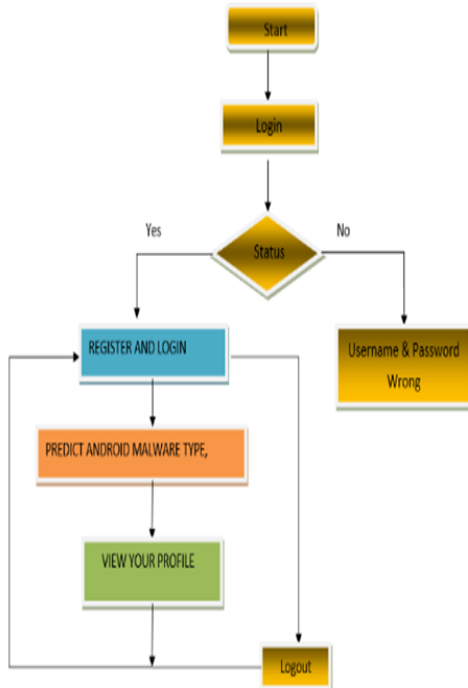 Start
Login
Status
Yes
No
REGISTER AND LOGIN
Username & Password
Wrong
PREDICT ANDROID MALWARE TYPE,
VIEW YOUR PROFILE
Logout